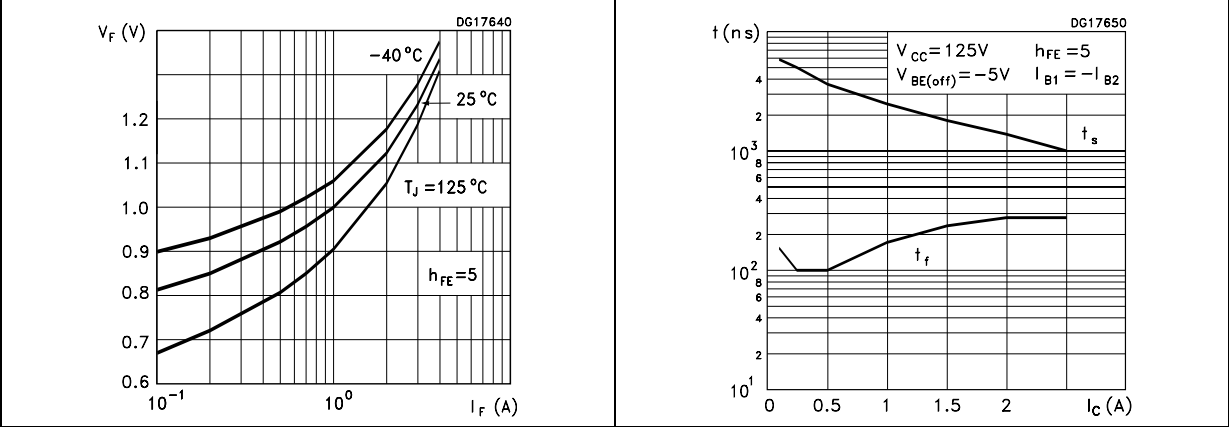 DG17640
V_F (V)
-40 °C
25 °C
1.2
1.1
T_J =125 °C
1.0
0.9
h_FE=5
0.8
0.7
0.6
10^-1
10^0
I_F (A)
DG17650
t (ns)
V_CC=125V h_FE=5
V_BE(off)=-5V I_B1 =-I_B2
4
2
t_s
10^3
8
6
4
2
t_f
10^2
8
6
4
2
10^1
0 0.5 1 1.5 2 I_C (A)